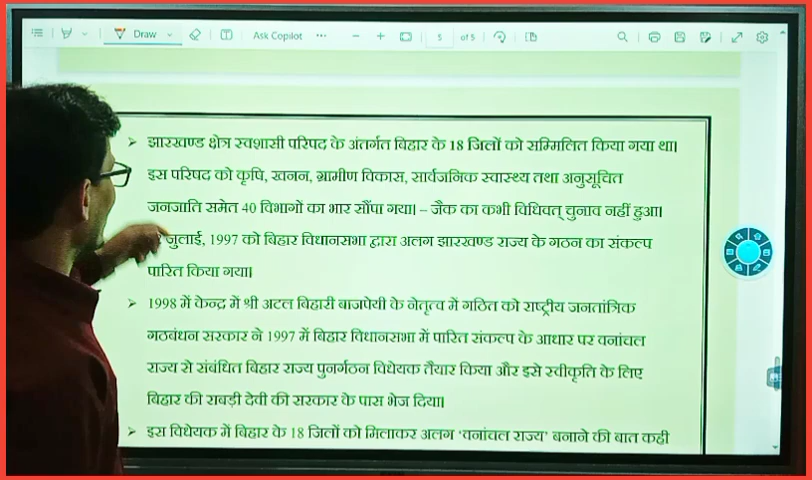 Draw
Ask Copilot
5 of 5
झारखण्ड क्षेत्र स्वशासी परिषद के अंतर्गत बिहार के 18 जिलों को सम्मिलित किया गया था।
इस परिषद को कृषि, खनन, ग्रामीण विकास, सार्वजनिक स्वास्थ्य तथा अनुसूचित
जनजाति समेत 40 विभागों का भार सौंपा गया। – जैक का कभी विधिवत् चुनाव नहीं हुआ।
जुलाई, 1997 को बिहार विधानसभा द्वारा अलग झारखण्ड राज्य के गठन का संकल्प
पारित किया गया।
1998 में केन्द्र में श्री अटल बिहारी बाजपेयी के नेतृत्व में गठित को राष्ट्रीय जनतांत्रिक
गठबंधन सरकार ने 1997 में बिहार विधानसभा में पारित संकल्प के आधार पर वनांचल
राज्य से संबंधित बिहार राज्य पुनर्गठन विधेयक तैयार किया और इसे स्वीकृति के लिए
बिहार की राबड़ी देवी की सरकार के पास भेज दिया।
इस विधेयक में बिहार के 18 जिलों को मिलाकर अलग 'वनांचल राज्य' बनाने की बात कही